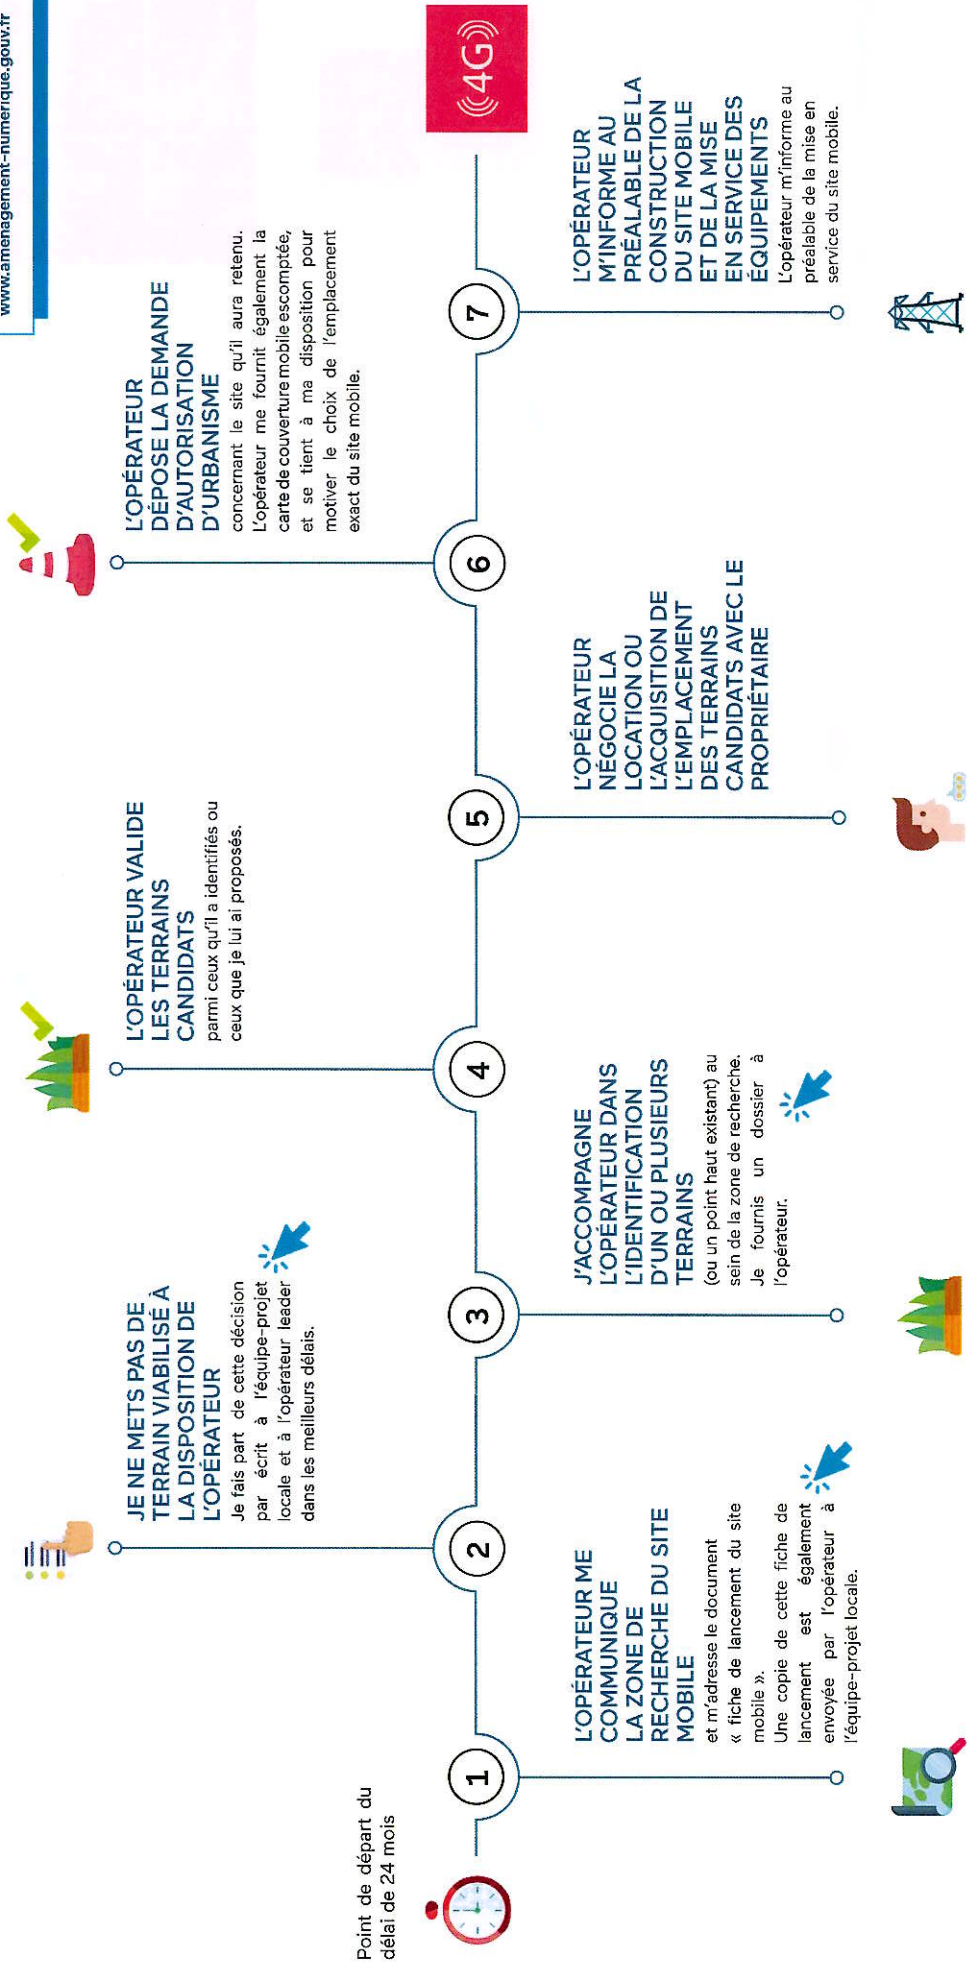 www.amenagement-numerique.gouv.fr
Point de départ du
délai de 24 mois
1
L'OPÉRATEUR ME
COMMUNIQUE
LA ZONE DE
RECHERCHE DU SITE
MOBILE
et m'adresse le document
« fiche de lancement du site
mobile ».
Une copie de cette fiche de
lancement est également
envoyée par l'opérateur à
l'équipe-projet locale.
2
JE NE METS PAS DE
TERRAIN VIABILISÉ À
LA DISPOSITION DE
L'OPÉRATEUR
Je fais part de cette décision
par écrit à l'équipe-projet
locale et à l'opérateur leader
dans les meilleurs délais.
3
J'ACCOMPAGNE
L'OPÉRATEUR DANS
L'IDENTIFICATION
D'UN OU PLUSIEURS
TERRAINS
(ou un point haut existant) au
sein de la zone de recherche.
Je fournis un dossier à
l'opérateur.
4
L'OPÉRATEUR VALIDE
LES TERRAINS
CANDIDATS
parmi ceux qu'il a identifiés ou
ceux que je lui ai proposés.
5
L'OPÉRATEUR
NÉGOCIE LA
LOCATION OU
L'ACQUISITION DE
L'EMPLACEMENT
DES TERRAINS
CANDIDATS AVEC LE
PROPRIÉTAIRE
6
L'OPÉRATEUR
DÉPOSE LA DEMANDE
D'AUTORISATION
D'URBANISME
concernant le site qu'il aura retenu.
L'opérateur me fournit également la
carte de couverture mobile escomptée,
et se tient à ma disposition pour
motiver le choix de l'emplacement
exact du site mobile.
7
L'OPÉRATEUR
M'INFORME AU
PRÉALABLE DE LA
CONSTRUCTION
DU SITE MOBILE
ET DE LA MISE
EN SERVICE DES
ÉQUIPEMENTS
L'opérateur m'informe au
préalable de la mise en
service du site mobile.
4G